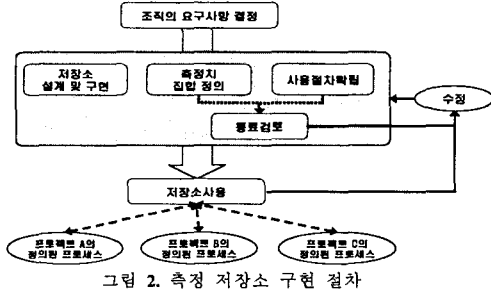 조직의 요구사항 결정
저장소
설계 및 구현
측정치
집합 정의
사용절차확립
수정
동료검토
저장소사용
프로젝트 A의
정의된 프로세스
프로젝트 B의
정의된 프로세스
프로젝트 C의
정의된 프로세스
그림 2. 측정 저장소 구현 절차